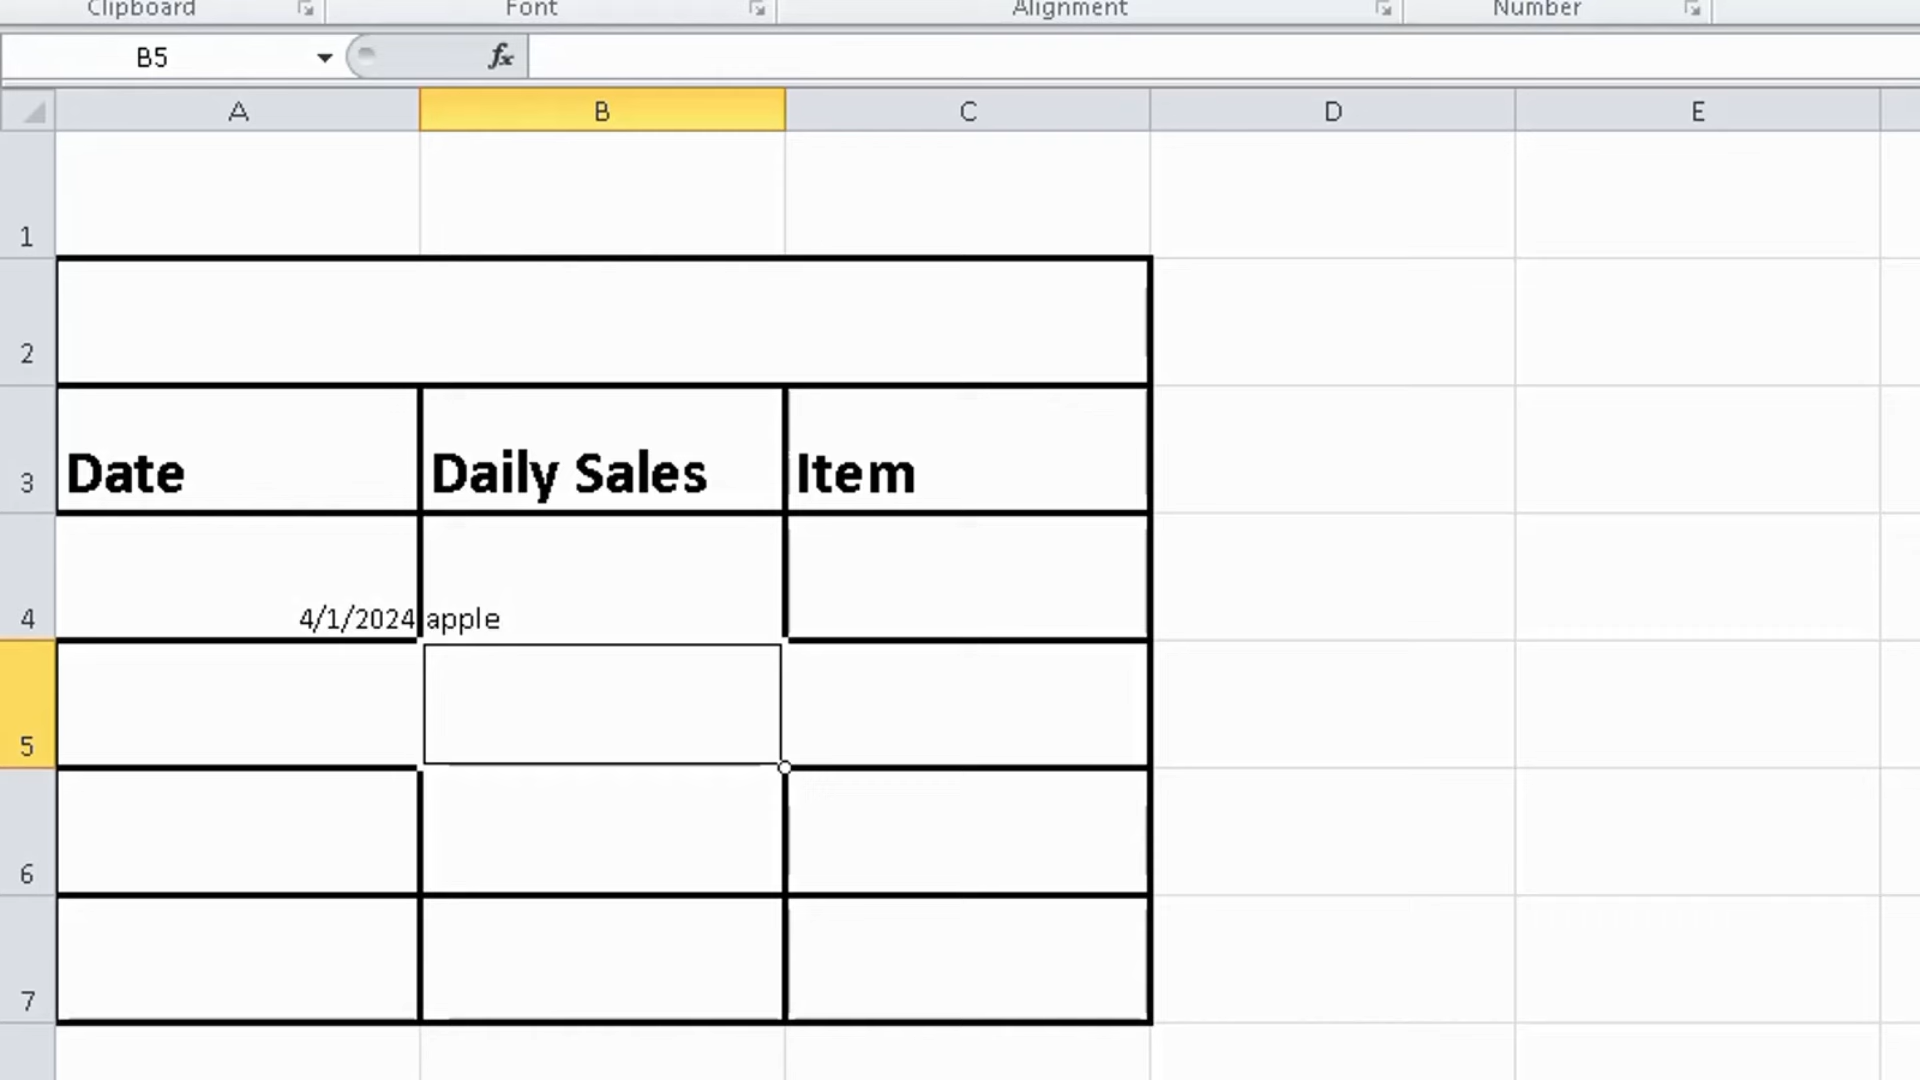 Clipboard Font Alignment Number
B5 fx
A B C D E
1
2
3 Date Daily Sales Item
4 4/1/2024 apple
5
6
7